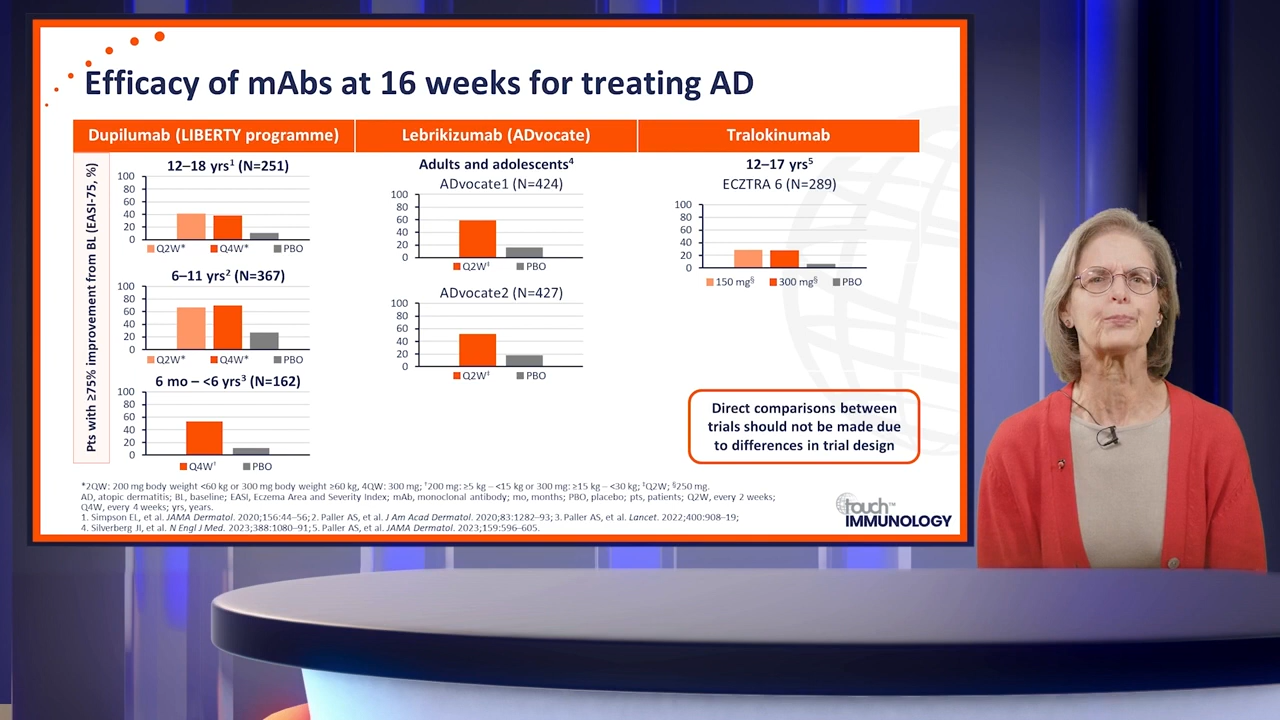 Efficacy of mAbs at 16 weeks for treating AD
Dupilumab (LIBERTY programme)
Lebrikizumab (ADvocate)
Tralokinumab
Pts with ≥75% improvement from BL (EASI-75, %)
12–18 yrs¹ (N=251)
100
80
60
40
20
0
Q2W* Q4W* PBO
6–11 yrs² (N=367)
100
80
60
40
20
0
Q2W* Q4W* PBO
6 mo – <6 yrs³ (N=162)
100
80
60
40
20
0
Q4W† PBO
Adults and adolescents⁴
ADvocate1 (N=424)
100
80
60
40
20
0
Q2W‡ PBO
ADvocate2 (N=427)
100
80
60
40
20
0
Q2W‡ PBO
12–17 yrs⁵
ECZTRA 6 (N=289)
100
80
60
40
20
0
150 mg§ 300 mg§ PBO
Direct comparisons between
trials should not be made due
to differences in trial design
*2QW: 200 mg body weight <60 kg or 300 mg body weight ≥60 kg, 4QW: 300 mg; †200 mg: ≥5 kg – <15 kg or 300 mg: ≥15 kg – <30 kg; ‡Q2W; §250 mg.
AD, atopic dermatitis; BL, baseline; EASI, Eczema Area and Severity Index; mAb, monoclonal antibody; mo, months; PBO, placebo; pts, patients; Q2W, every 2 weeks;
Q4W, every 4 weeks; yrs, years.
1. Simpson EL, et al. JAMA Dermatol. 2020;156:44–56; 2. Paller AS, et al. J Am Acad Dermatol. 2020;83:1282–93; 3. Paller AS, et al. Lancet. 2022;400:908–19;
4. Silverberg JI, et al. N Engl J Med. 2023;388:1080–91; 5. Paller AS, et al. JAMA Dermatol. 2023;159:596–605.
touch™
IMMUNOLOGY